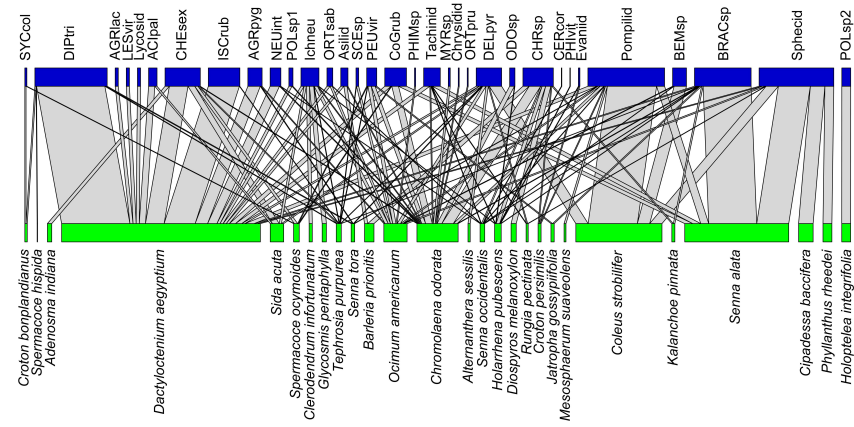 SYCcol
DIPtri
AGRlac
LESvir
Lycosid
ACIpal
CHEsex
ISCrub
AGRpyg
NEUint
POLsp1
Ichneu
ORTsab
Asilid
SCEsp
PEUvir
CoGrub
PHIMsp
Tachinid
MYRsp
Chrysidid
ORTpru
DELpyr
ODOsp
CHRsp
CERcor
PHIvit
Evaniid
Pompilid
BEMsp
BRACsp
Sphecid
POLsp2
Croton bonplandianus
Spermacoce hispida
Adenosma indiana
Dactyloctenium aegyptium
Sida acuta
Spermacoce ocymoides
Clerodendrum infortunatum
Glycosmis pentaphylla
Tephrosia purpurea
Senna tora
Barleria prionitis
Ocimum americanum
Chromolaena odorata
Alternanthera sessilis
Senna occidentalis
Holarrhena pubescens
Diospyros melanoxylon
Rungia pectinata
Croton persimilis
Jatropha gossypiifolia
Mesosphaerum suaveolens
Coleus strobilifer
Kalanchoe pinnata
Senna alata
Cipadessa baccifera
Phyllanthus rheedei
Holoptelea integrifolia